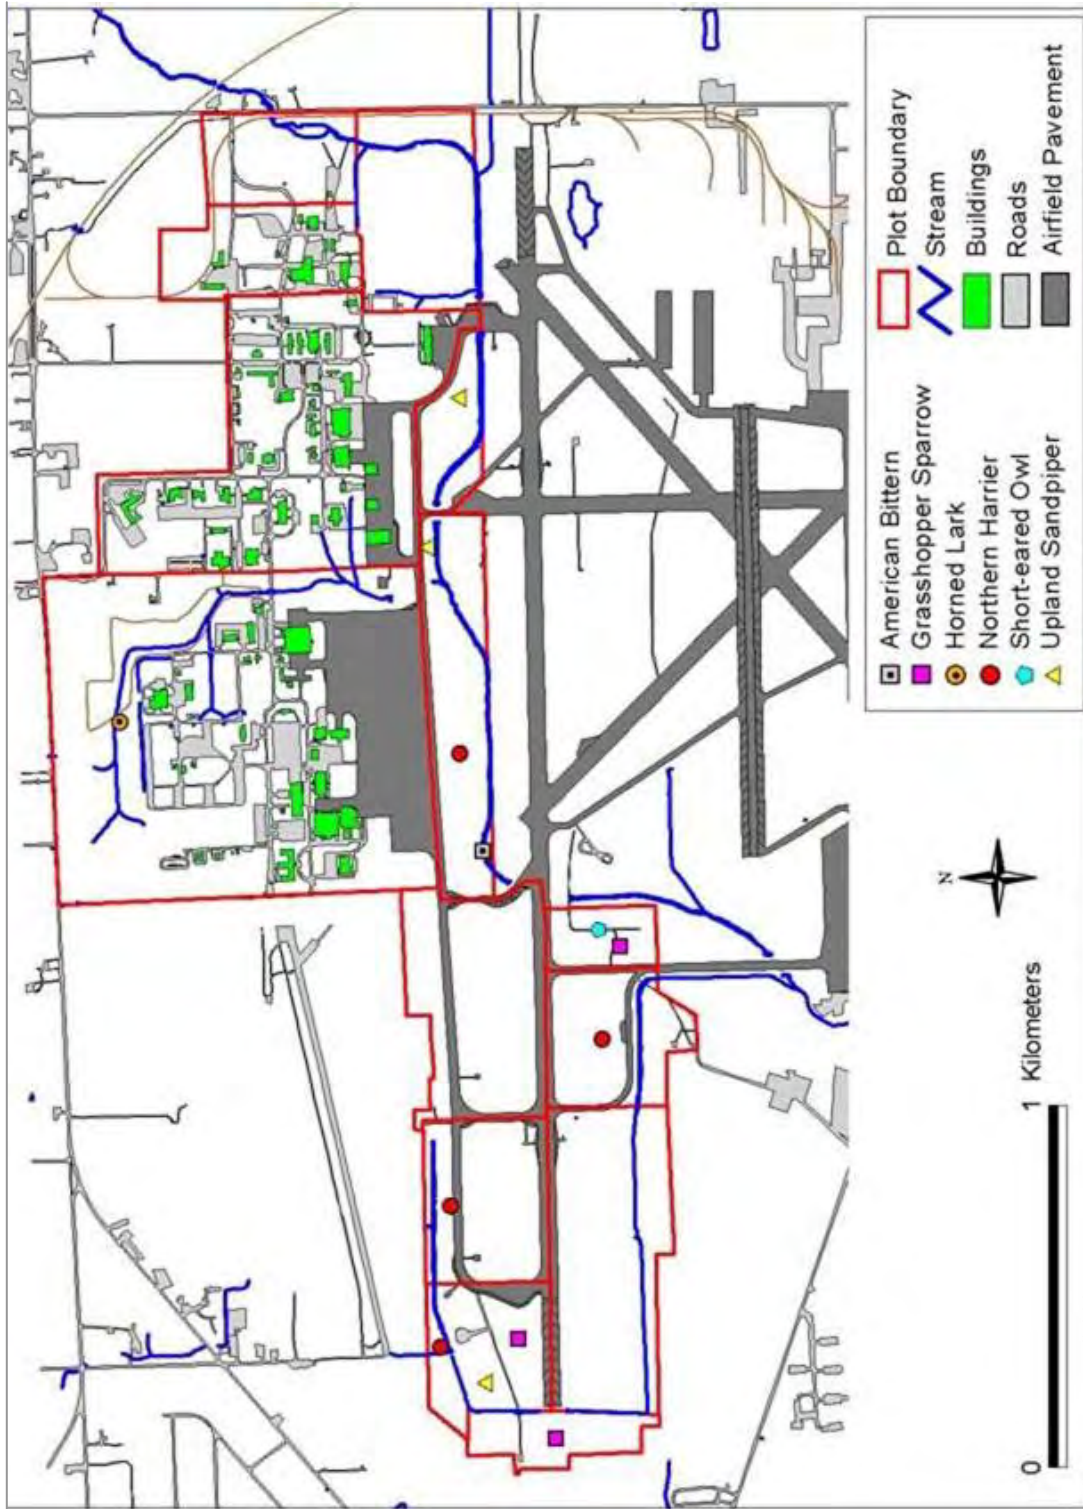 American Bittern
Grasshopper Sparrow
Horned Lark
Northern Harrier
Short-eared Owl
Upland Sandpiper
Plot Boundary
Stream
Buildings
Roads
Airfield Pavement
N
0
1 Kilometers